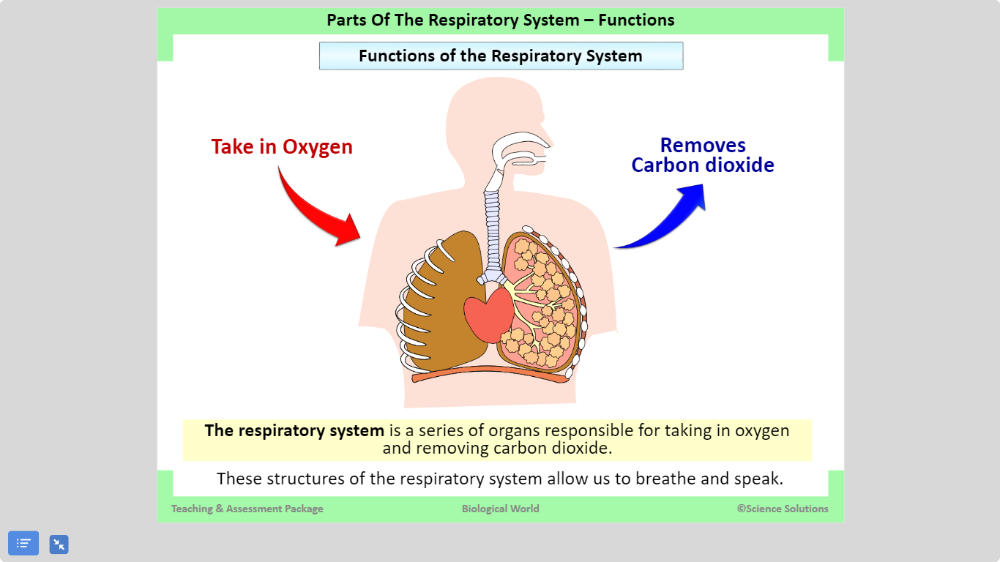 Parts Of The Respiratory System – Functions
Functions of the Respiratory System
Take in Oxygen
Removes
Carbon dioxide
The respiratory system is a series of organs responsible for taking in oxygen
and removing carbon dioxide.
These structures of the respiratory system allow us to breathe and speak.
Teaching & Assessment Package
Biological World
©Science Solutions